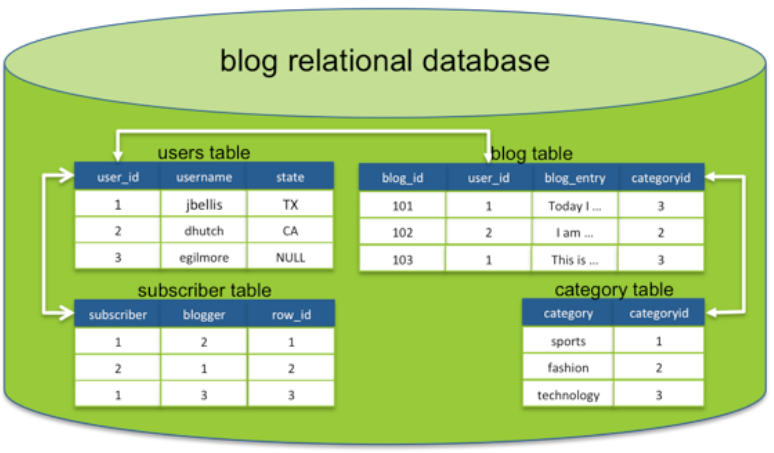 blog relational database
users table
user_id username state
1 jbellis TX
2 dhutch CA
3 egilmore NULL
blog table
blog_id user_id blog_entry categoryid
101 1 Today I ... 3
102 2 I am ... 2
103 1 This is ... 3
subscriber table
subscriber blogger row_id
1 2 1
2 1 2
1 3 3
category table
category categoryid
sports 1
fashion 2
technology 3